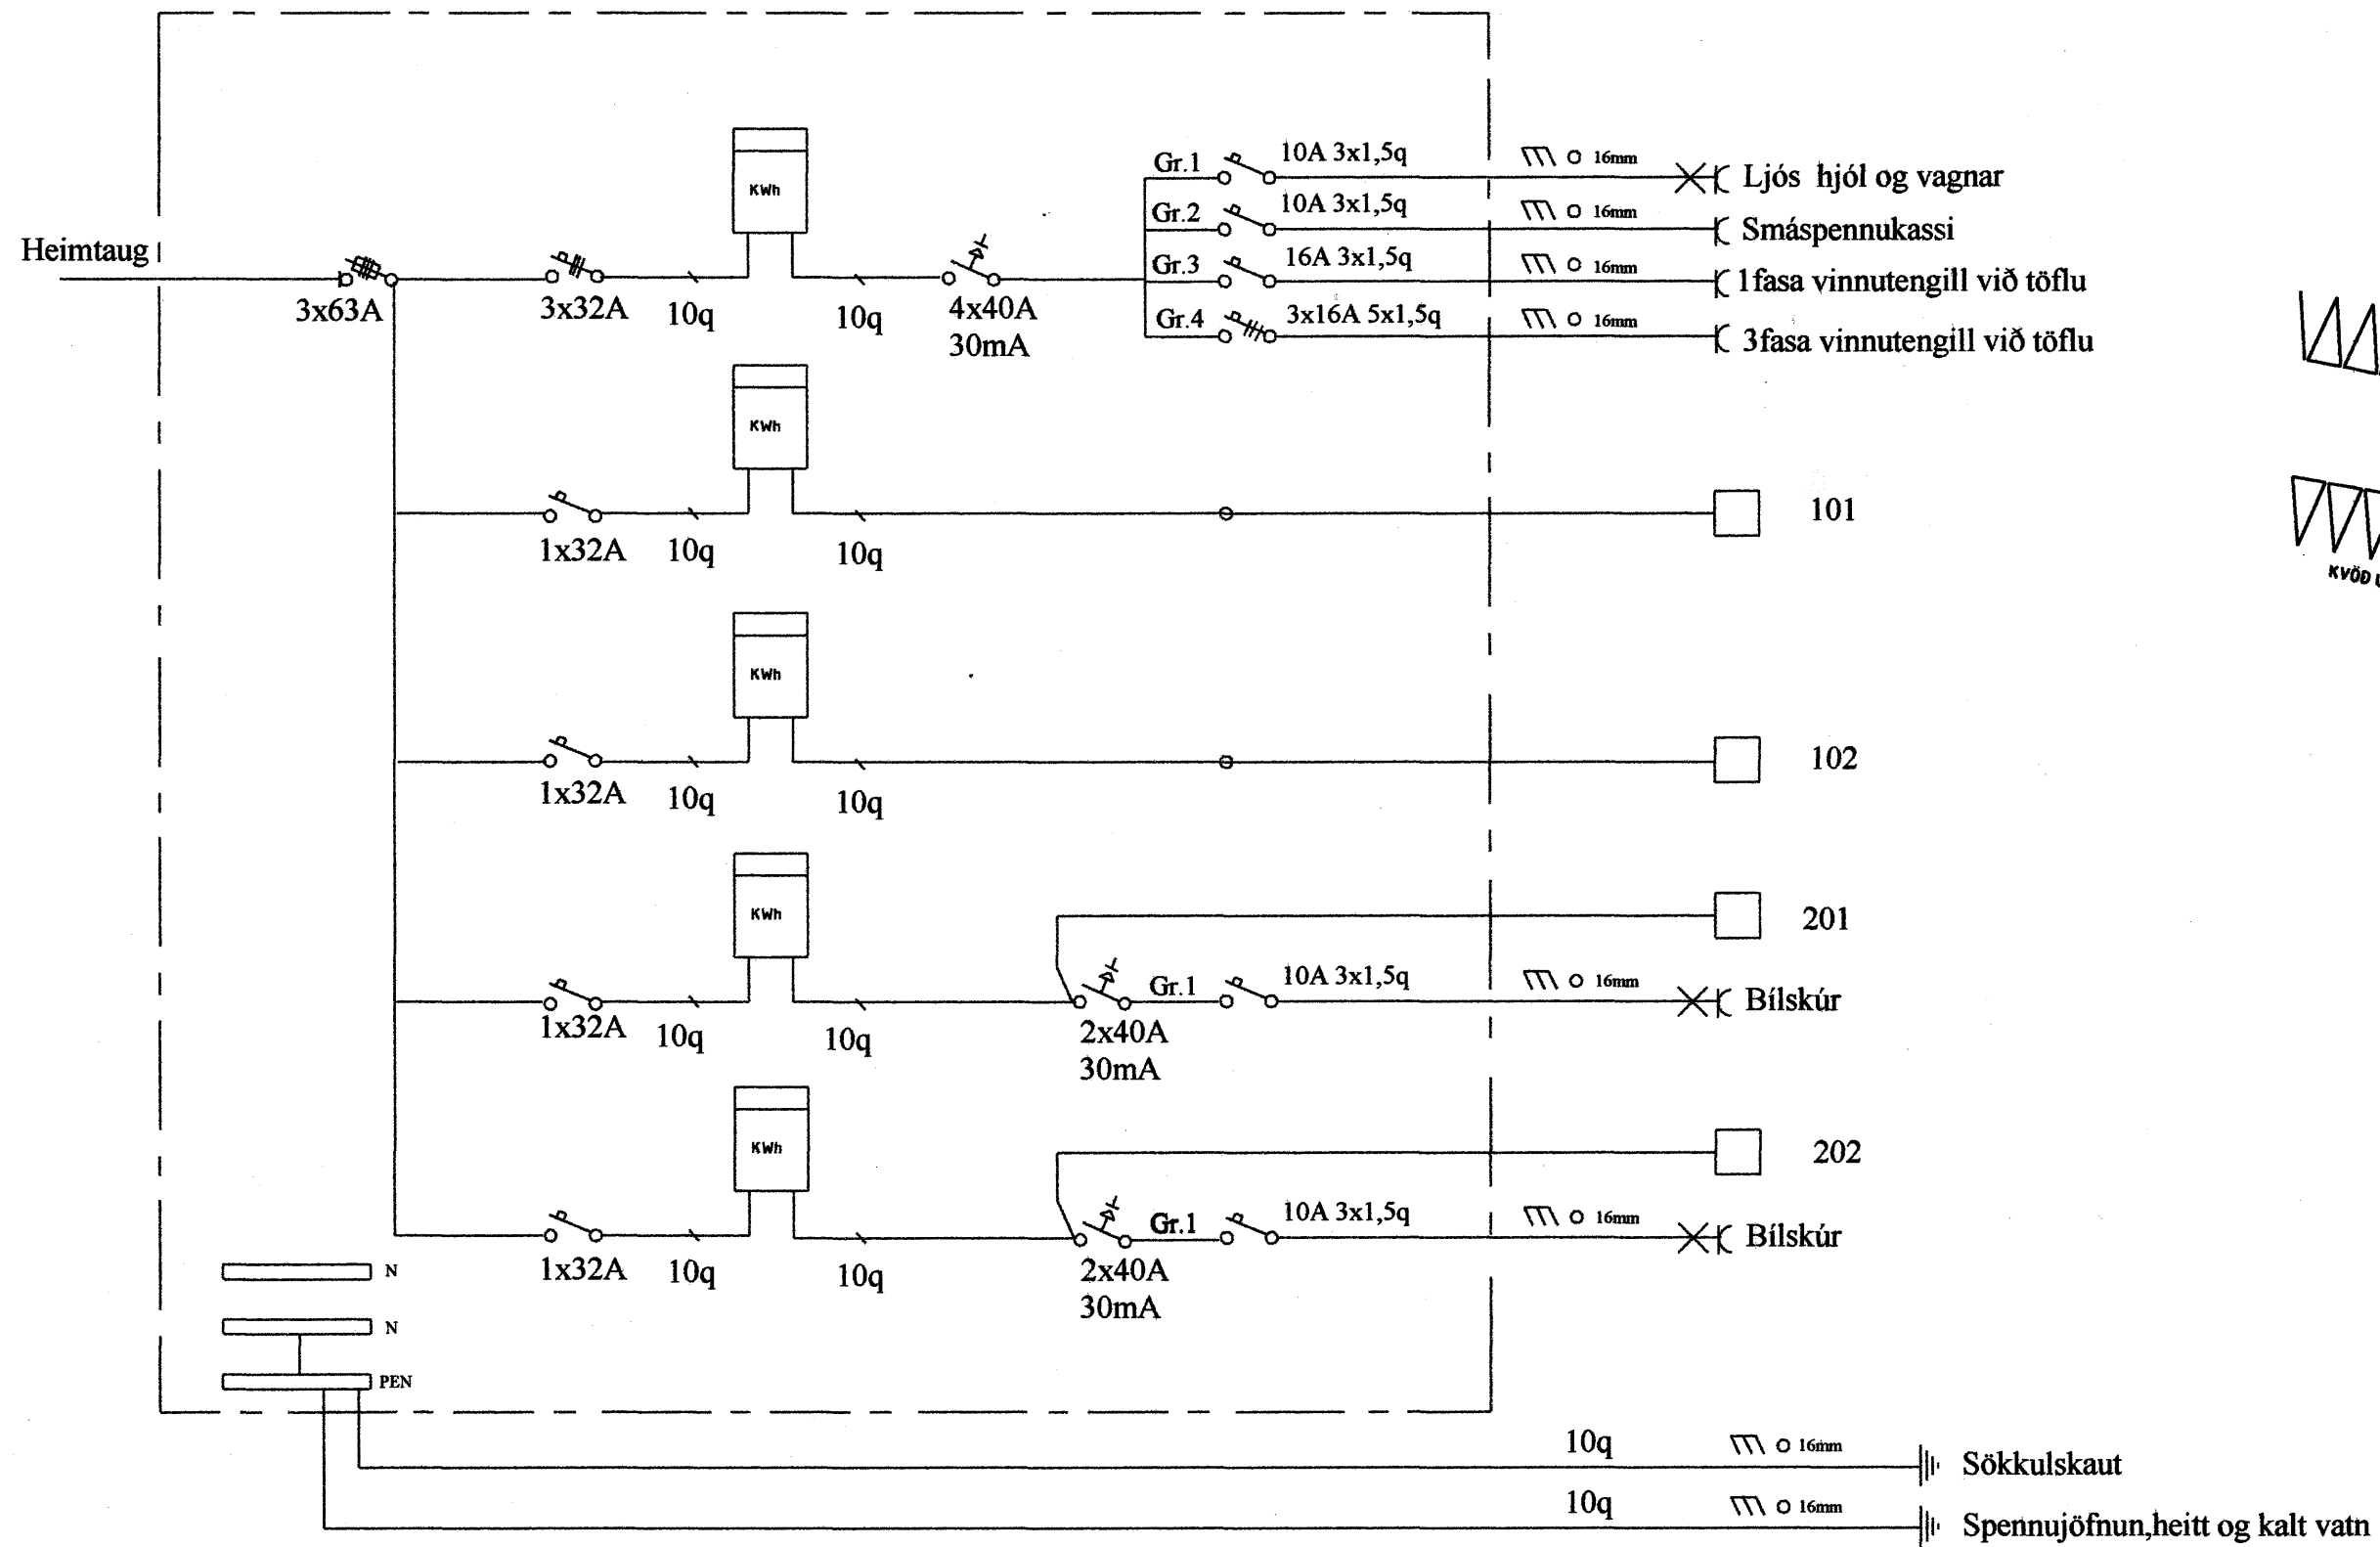 Heimtaug
3x63A
3x32A
10q
KWh
10q
4x40A
30mA
Gr.1
10A 3x1,5q
16mm
Ljós hjól og vagnar
Gr.2
10A 3x1,5q
16mm
Smáspennukassi
Gr.3
16A 3x1,5q
16mm
1fasa vinnutengill við töflu
Gr.4
3x16A 5x1,5q
16mm
3fasa vinnutengill við töflu
KWh
1x32A
10q
10q
101
KVÖÐ
KWh
1x32A
10q
10q
102
KWh
1x32A
10q
10q
201
2x40A
30mA
Gr.1
10A 3x1,5q
16mm
Bílskúr
KWh
1x32A
10q
10q
202
2x40A
30mA
Gr.1
10A 3x1,5q
16mm
Bílskúr
N
N
PEN
10q
16mm
Sökkulskaut
10q
16mm
Spennujöfnun,heitt og kalt vatn